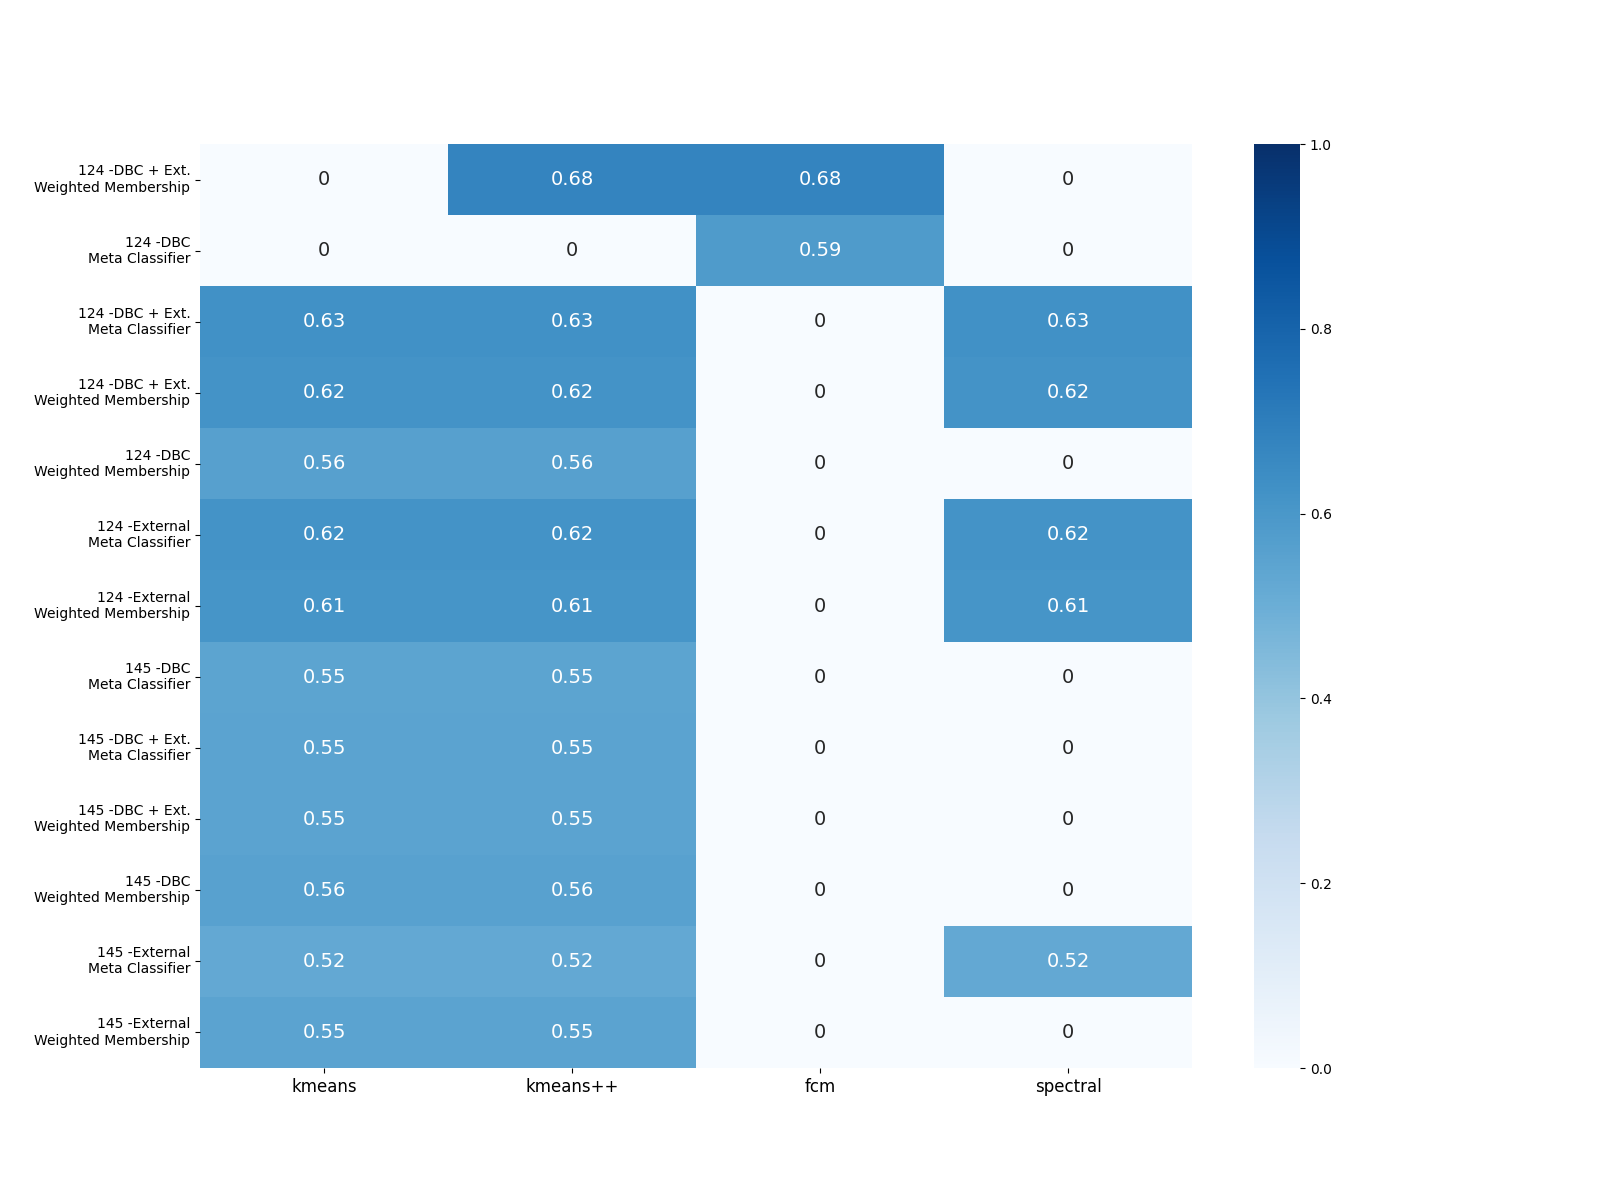 124 -DBC + Ext.
Weighted Membership
0 0.68 0.68 0
124 -DBC
Meta Classifier
0 0 0.59 0
124 -DBC + Ext.
Meta Classifier
0.63 0.63 0 0.63
124 -DBC + Ext.
Weighted Membership
0.62 0.62 0 0.62
124 -DBC
Weighted Membership
0.56 0.56 0 0
124 -External
Meta Classifier
0.62 0.62 0 0.62
124 -External
Weighted Membership
0.61 0.61 0 0.61
145 -DBC
Meta Classifier
0.55 0.55 0 0
145 -DBC + Ext.
Meta Classifier
0.55 0.55 0 0
145 -DBC + Ext.
Weighted Membership
0.55 0.55 0 0
145 -DBC
Weighted Membership
0.56 0.56 0 0
145 -External
Meta Classifier
0.52 0.52 0 0.52
145 -External
Weighted Membership
0.55 0.55 0 0
kmeans kmeans++ fcm spectral
1.0
0.8
0.6
0.4
0.2
0.0